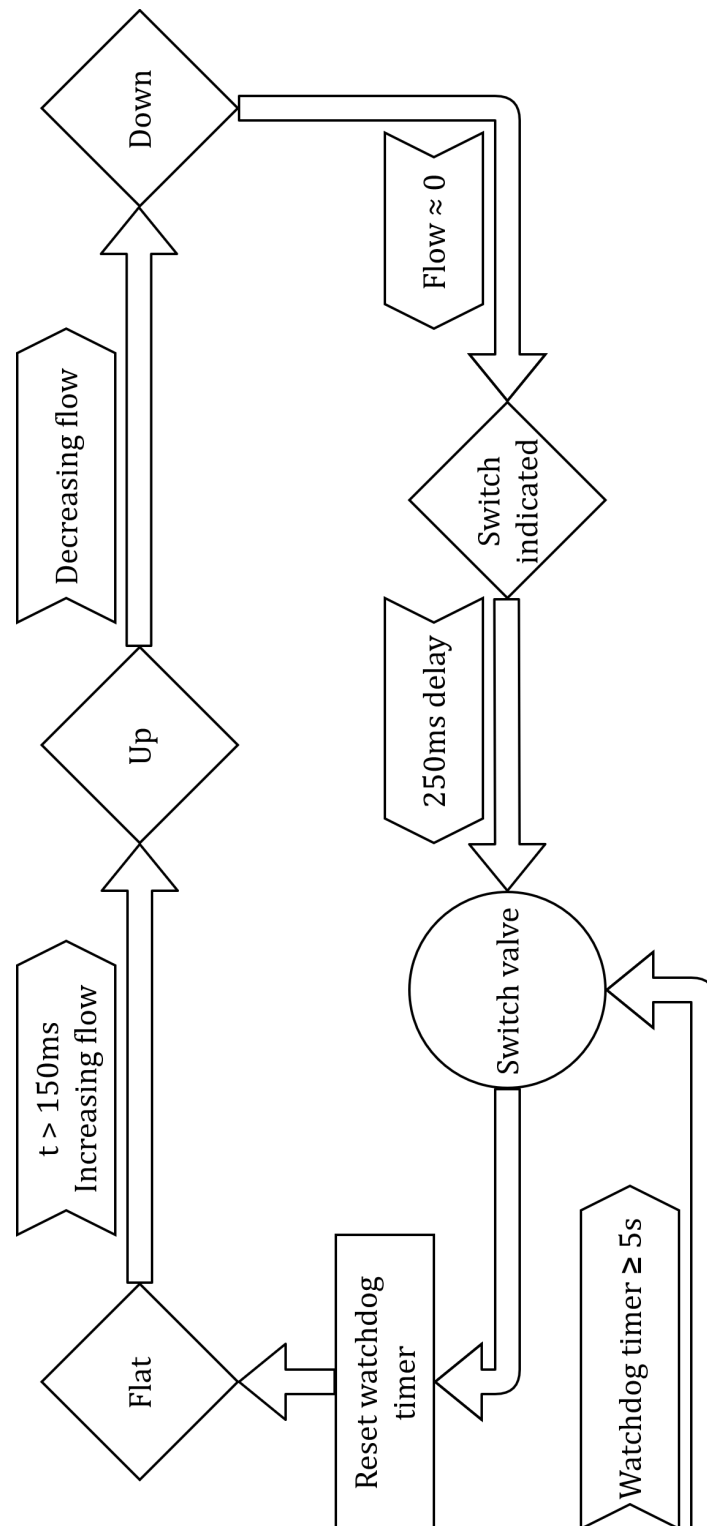 Flat
t > 150ms
Increasing flow
Up
Decreasing flow
Down
Flow ≈ 0
Switch
indicated
250ms delay
Switch valve
Reset watchdog
timer
Watchdog timer ≥ 5s